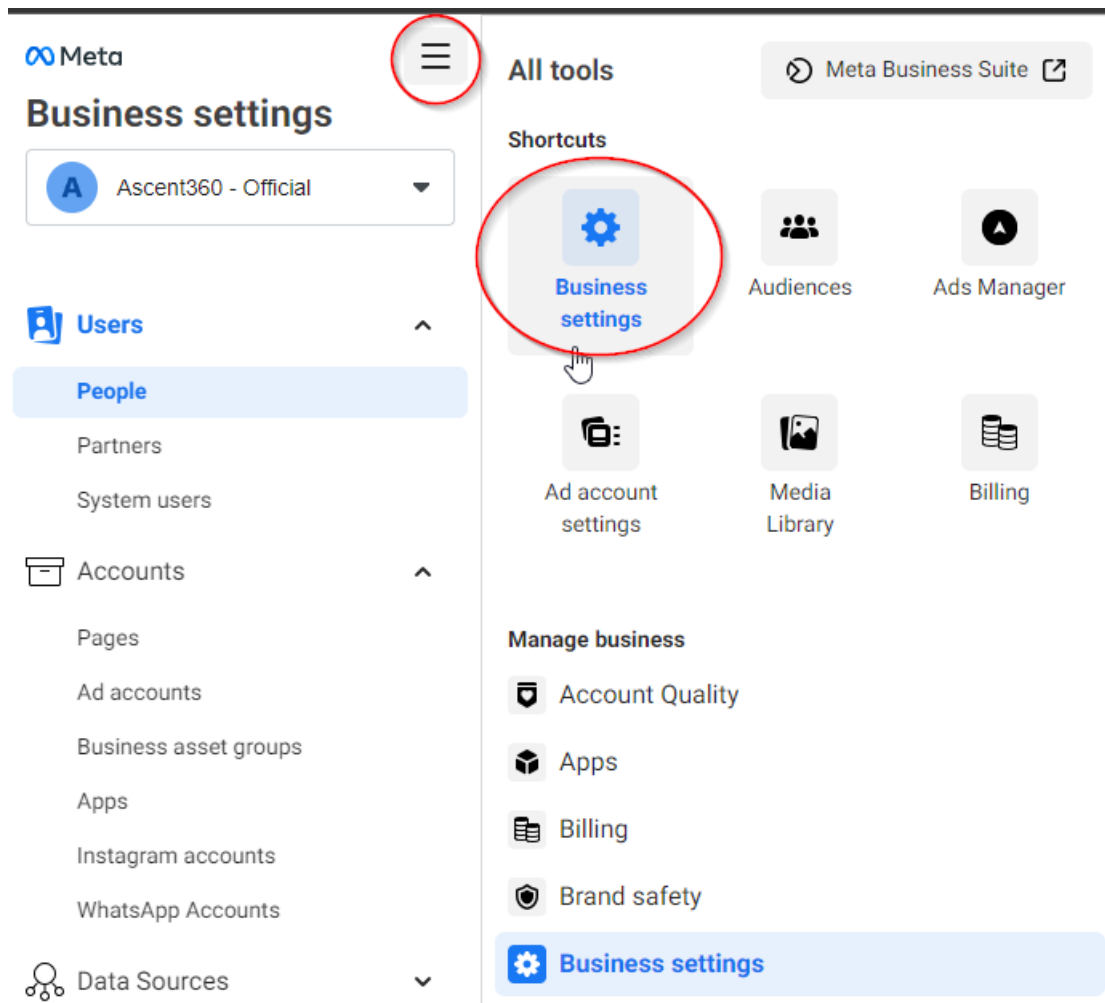 Meta
Business settings
A
Ascent360 - Official
Users
People
Partners
System users
Accounts
Pages
Ad accounts
Business asset groups
Apps
Instagram accounts
WhatsApp Accounts
Data Sources
All tools
Meta Business Suite
Shortcuts
Business
settings
Audiences
Ads Manager
Ad account
settings
Media
Library
Billing
Manage business
Account Quality
Apps
Billing
Brand safety
Business settings